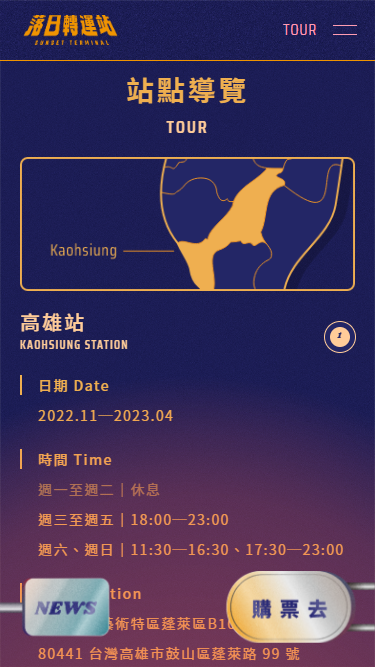 落日轉運站
SUNSET TERMINAL
TOUR
站點導覽
TOUR
Kaohsiung
高雄站
KAOHSIUNG STATION
1
日期 Date
2022.11—2023.04
時間 Time
週一至週二 | 休息
週三至週五 | 18:00—23:00
週六、週日 | 11:30—16:30、17:30—23:00
tion
NEWS
藝術特區蓬萊區B10
購票去
80441 台灣高雄市鼓山區蓬萊路 99 號